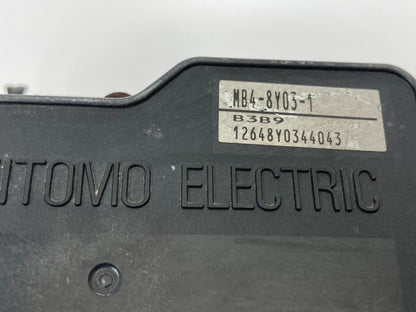 MB4-8Y03-1
B3B9
12648Y0344043
ITOMO ELECTRIC